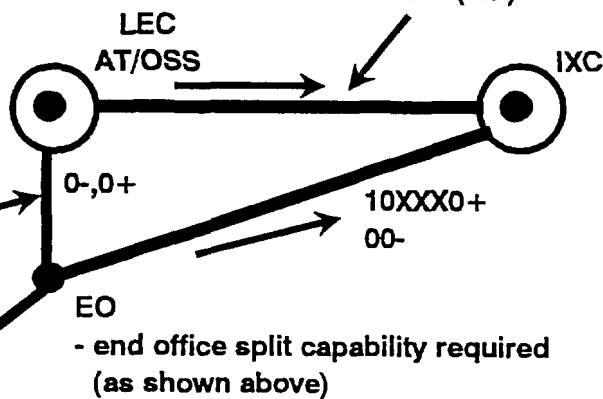 LEC
AT/OSS
IXC
0-,0+
10XXX0+
00-
EO
- end office split capability required
(as shown above)